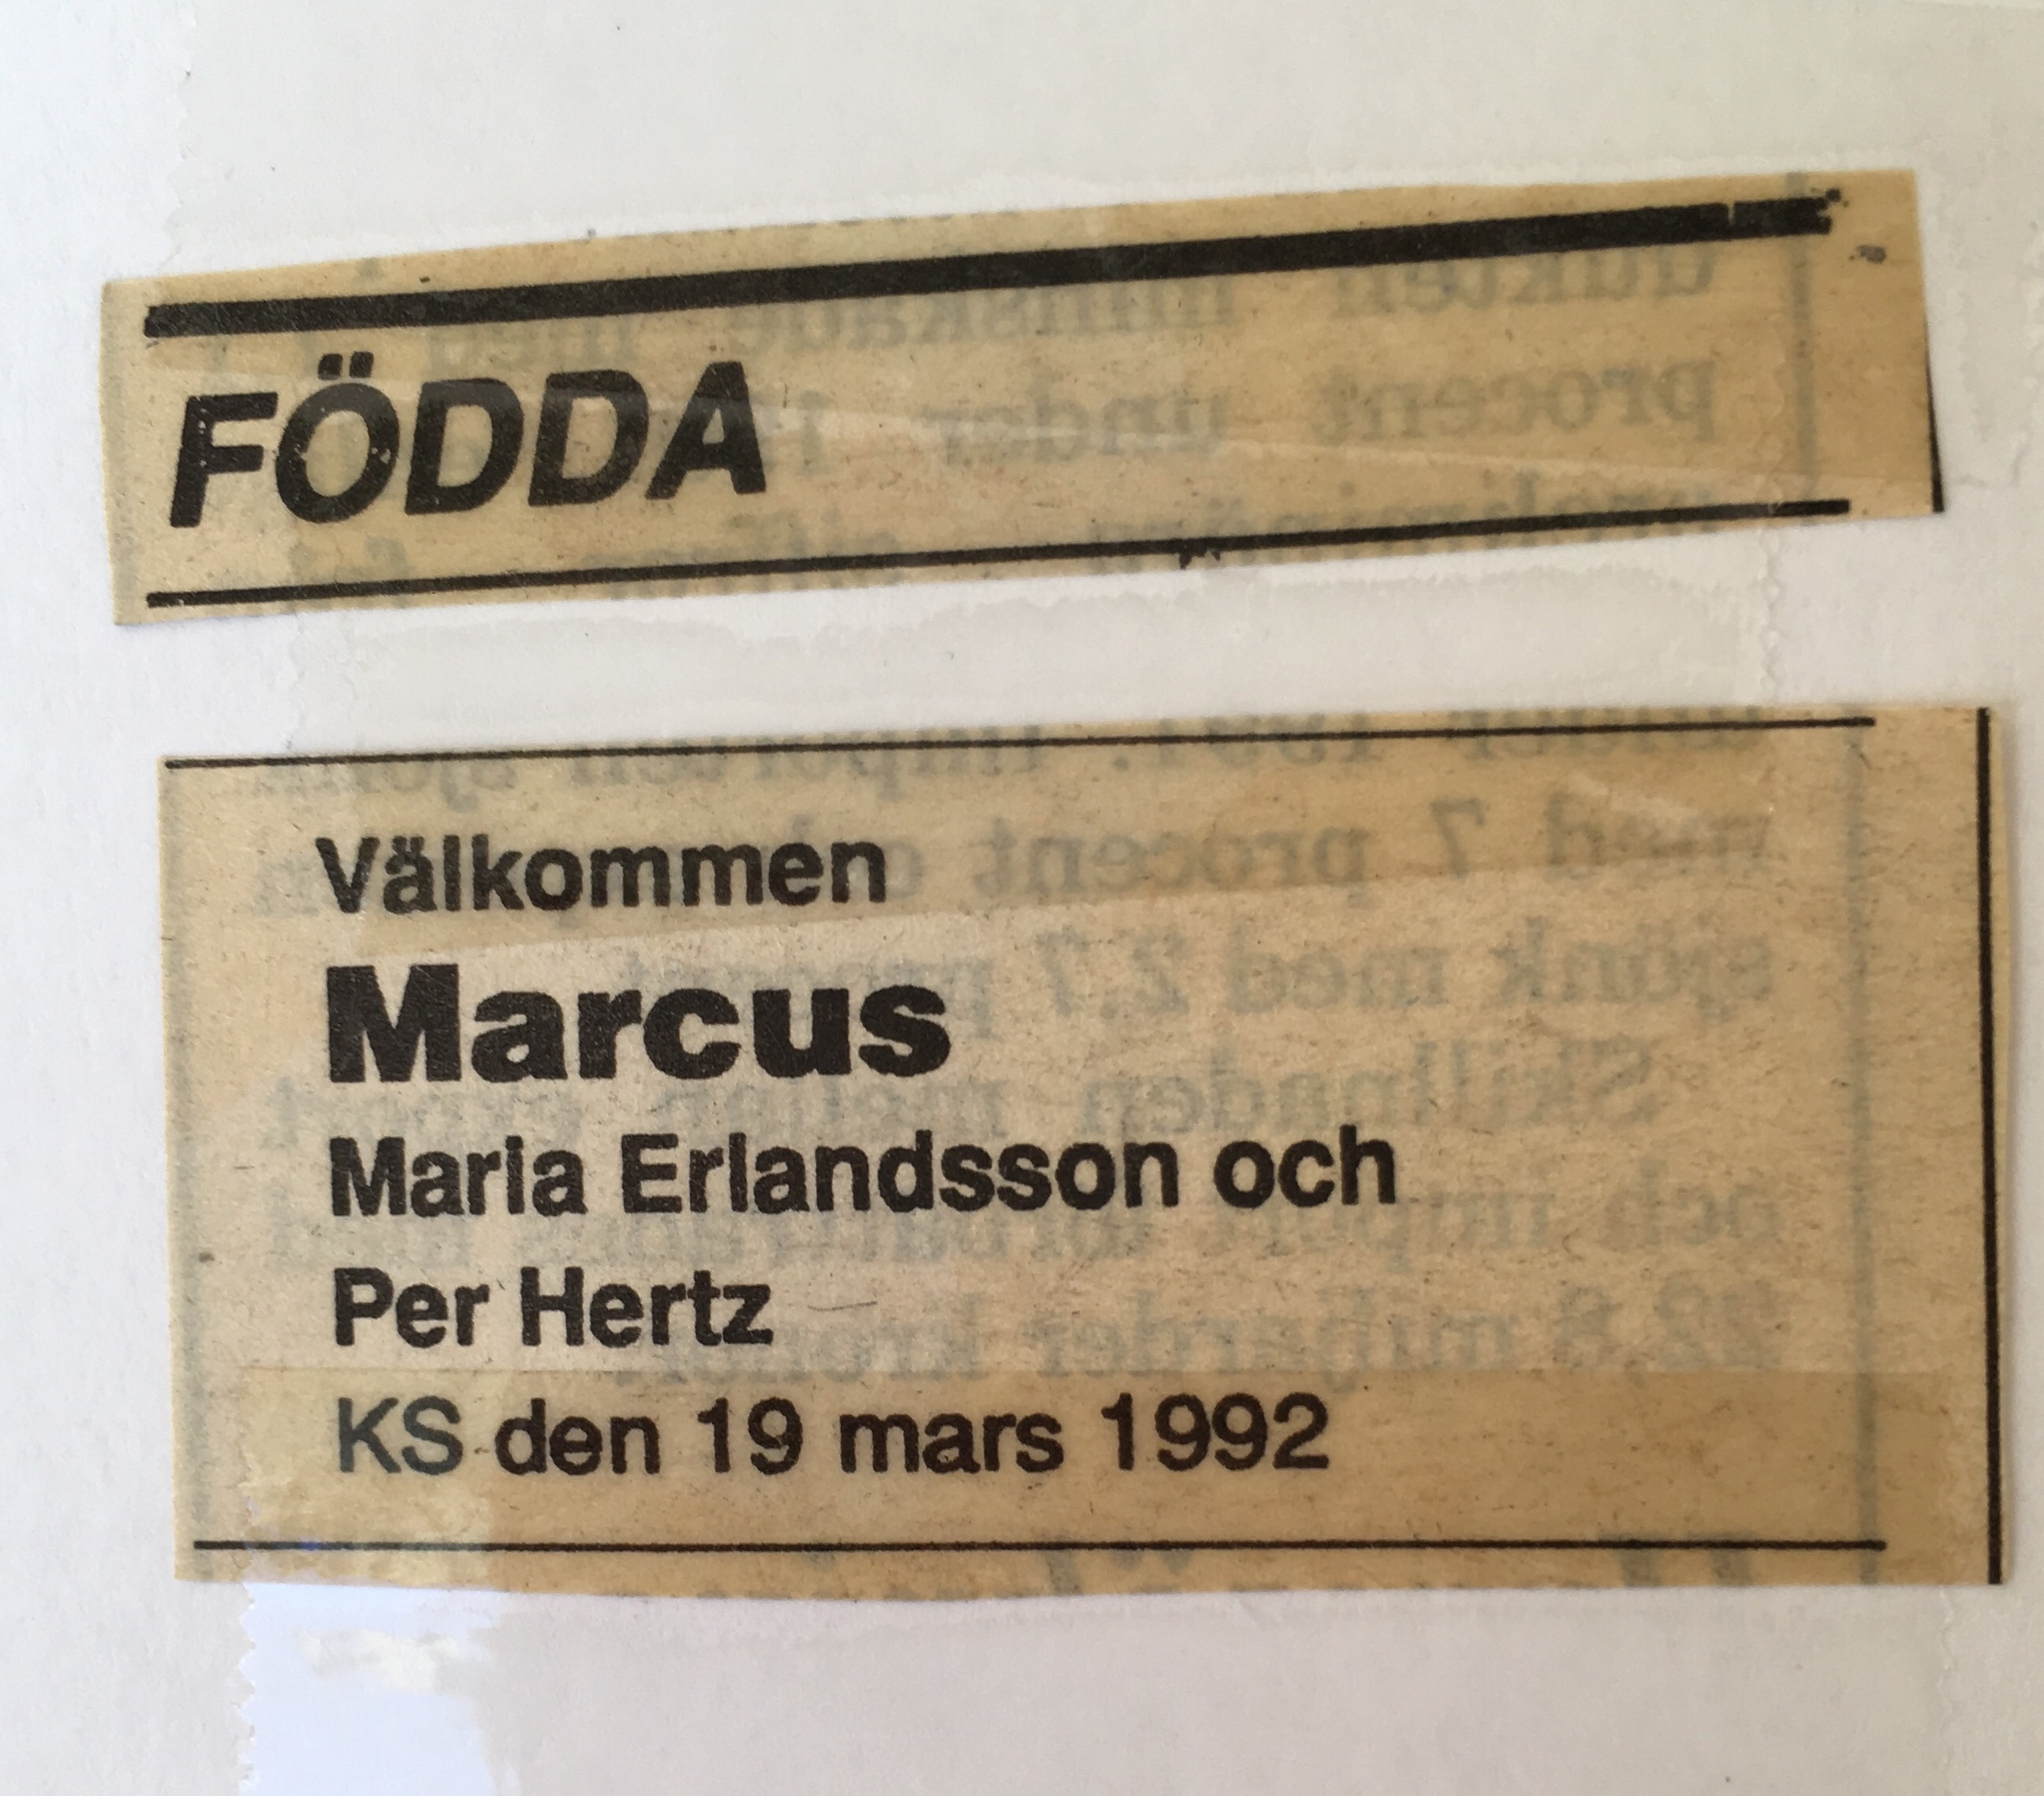 FÖDDA
Välkommen
Marcus
Maria Erlandsson och
Per Hertz
KS den 19 mars 1992